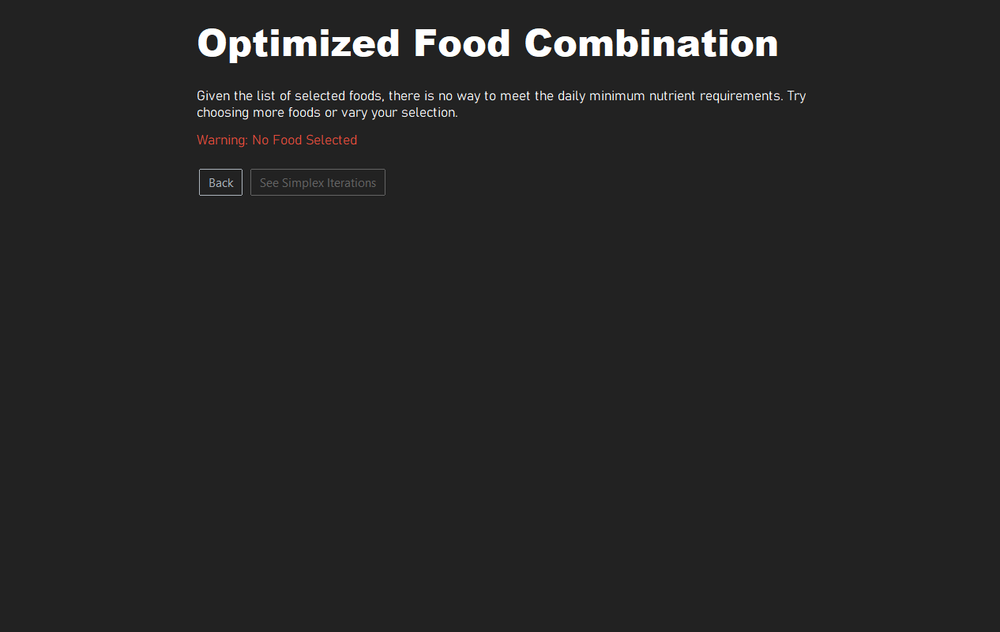 Optimized Food Combination
Given the list of selected foods, there is no way to meet the daily minimum nutrient requirements. Try
choosing more foods or vary your selection.
Warning: No Food Selected
Back See Simplex Iterations